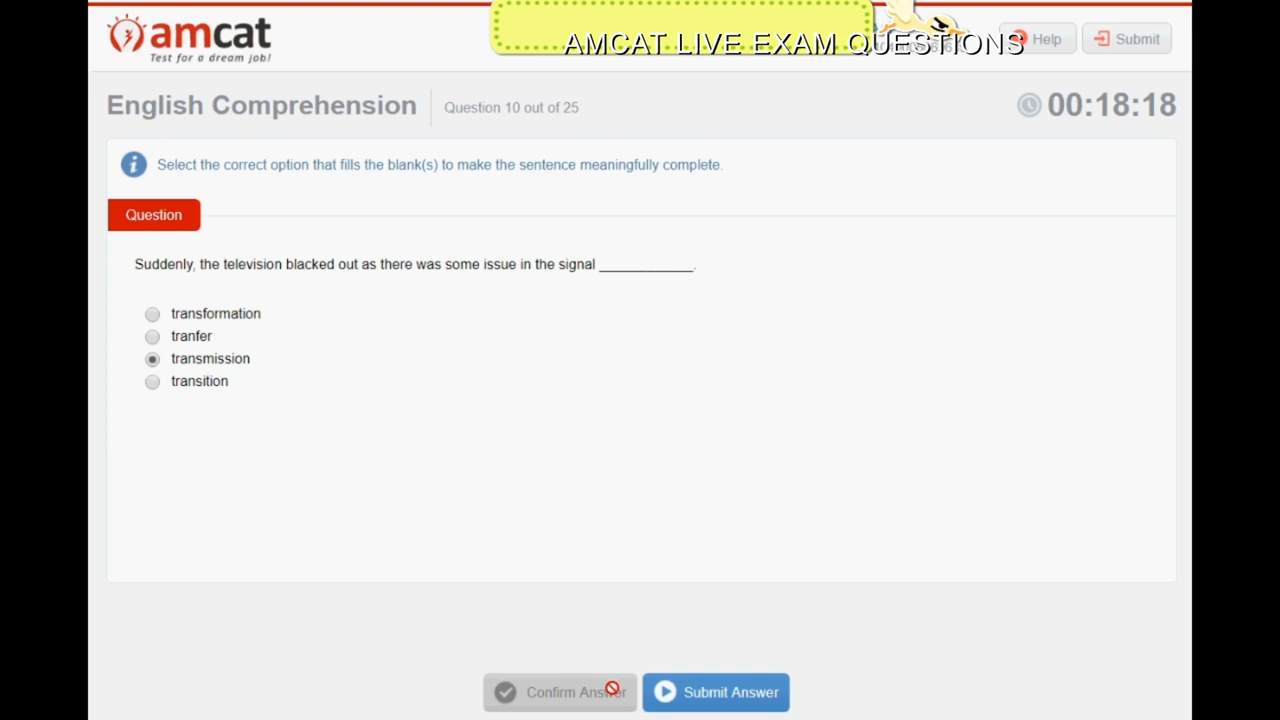 amcat
Test for a dream job!
AMCAT LIVE EXAM QUESTIONS
Help
Submit
English Comprehension
Question 10 out of 25
00:18:18
Select the correct option that fills the blank(s) to make the sentence meaningfully complete.
Question
Suddenly, the television blacked out as there was some issue in the signal ____________.
transformation
tranfer
transmission
transition
Confirm Answer
Submit Answer